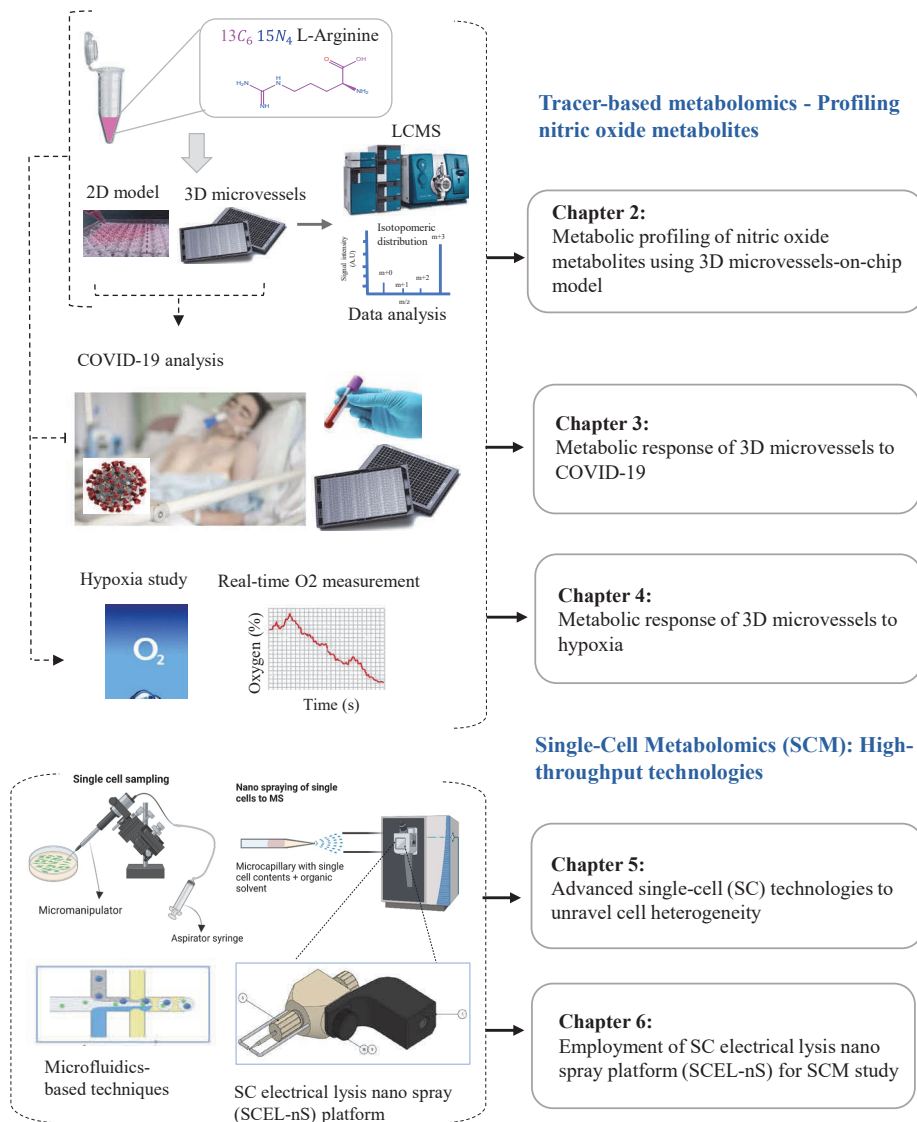 13C6 15N4 L-Arginine
O
OH
NH2
H
N
H2N
NH
LCMS
2D model
3D microvessels
Isotopomeric
distribution
m+3
Signal intensity
(A.U)
m+0
m+1
m+2
m/z
Data analysis
Tracer-based metabolomics - Profiling
nitric oxide metabolites
Chapter 2:
Metabolic profiling of nitric oxide
metabolites using 3D microvessels-on-chip
model
COVID-19 analysis
Chapter 3:
Metabolic response of 3D microvessels to
COVID-19
Hypoxia study
Real-time O2 measurement
O2
Oxygen (%)
Time (s)
Chapter 4:
Metabolic response of 3D microvessels to
hypoxia
Single-Cell Metabolomics (SCM): High-
throughput technologies
Single cell sampling
Micromanipulator
Aspirator syringe
Nano spraying of single
cells to MS
Microcapillary with single
cell contents + organic
solvent
Microfluidics-
based techniques
SC electrical lysis nano spray
(SCEL-nS) platform
Chapter 5:
Advanced single-cell (SC) technologies to
unravel cell heterogeneity
Chapter 6:
Employment of SC electrical lysis nano
spray platform (SCEL-nS) for SCM study